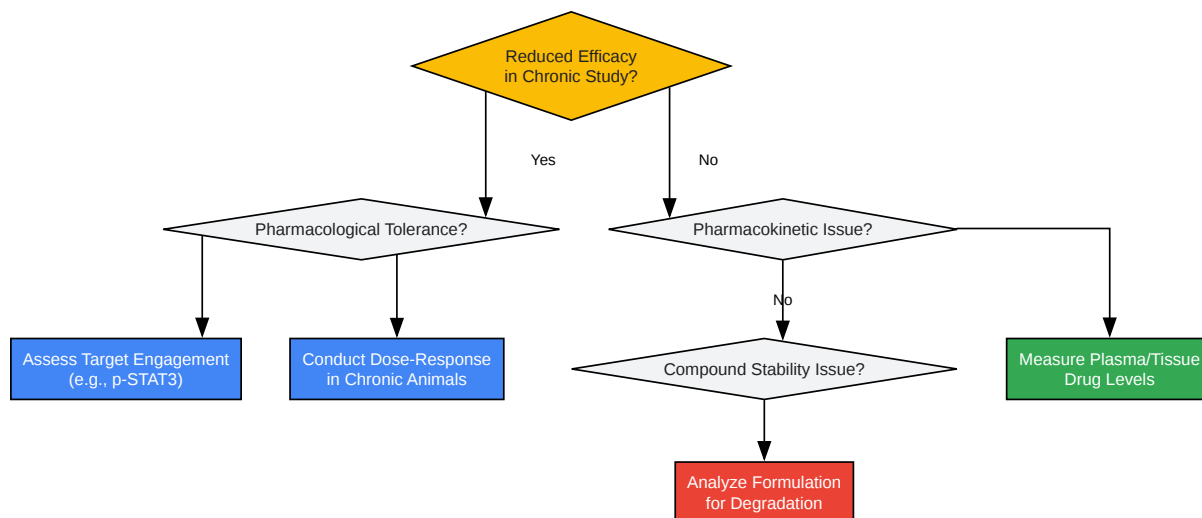 Reduced Efficacy
in Chronic Study?
Yes
No
Pharmacological Tolerance?
Pharmacokinetic Issue?
No
Assess Target Engagement
(e.g., p-STAT3)
Conduct Dose-Response
in Chronic Animals
Compound Stability Issue?
Measure Plasma/Tissue
Drug Levels
Analyze Formulation
for Degradation